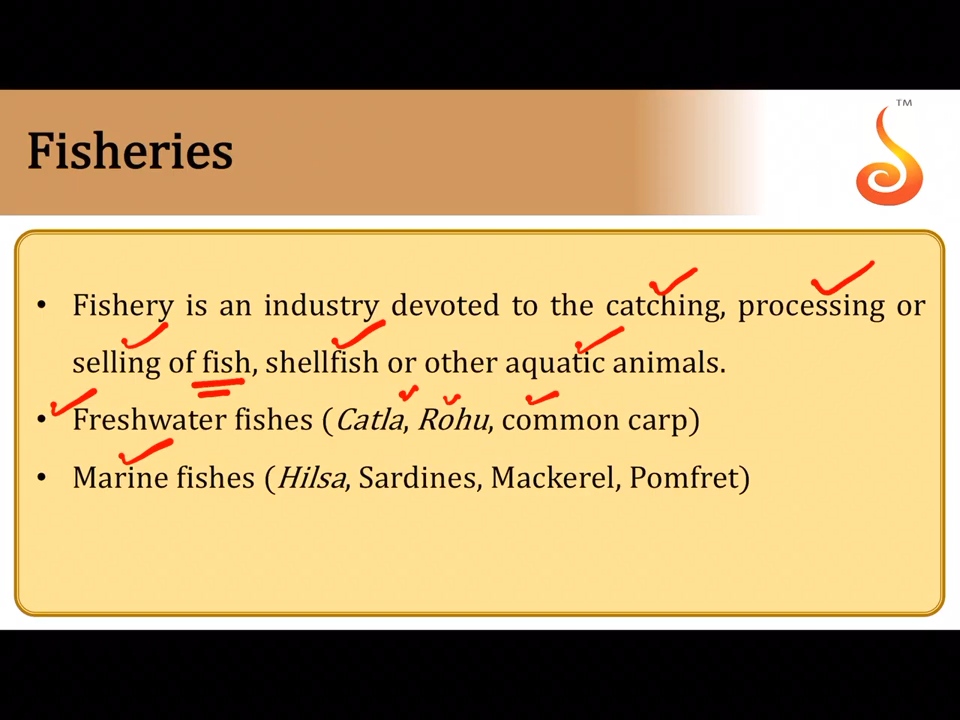 TM
Fisheries
• Fishery is an industry devoted to the catching, processing or
selling of fish, shellfish or other aquatic animals.
• Freshwater fishes (Catla, Rohu, common carp)
• Marine fishes (Hilsa, Sardines, Mackerel, Pomfret)